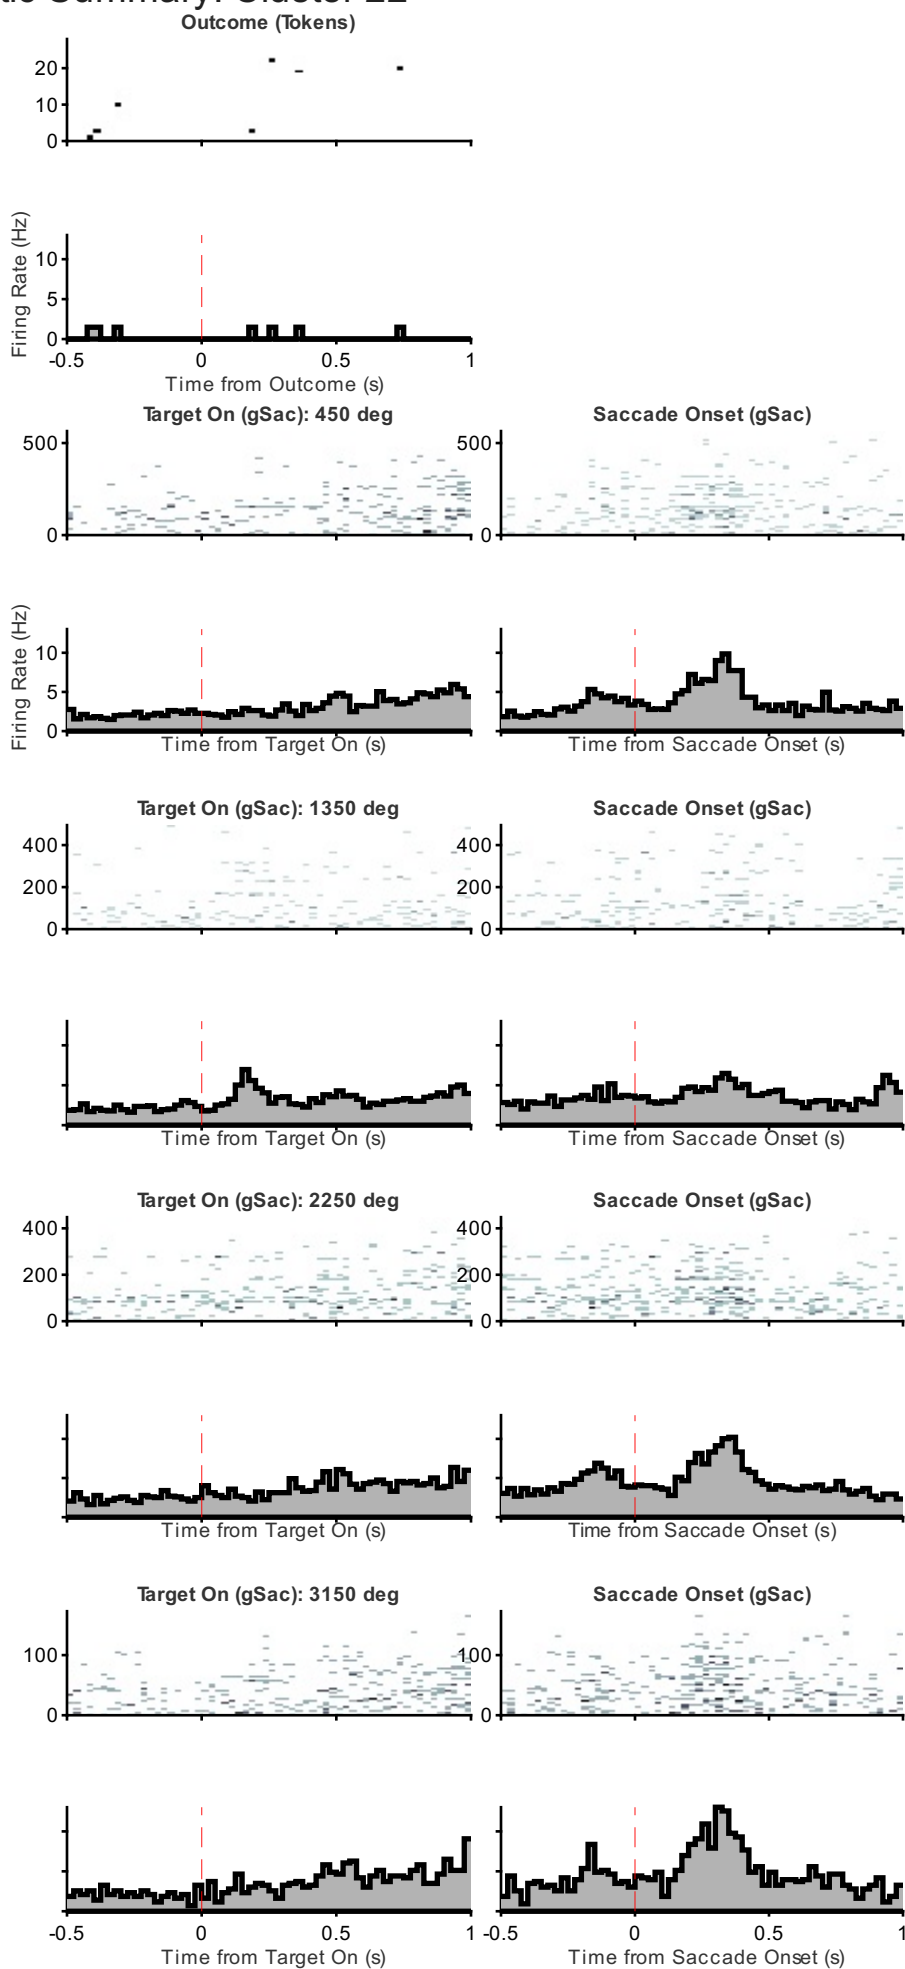 Summary: Cluster 22
Outcome (Tokens)
20
10
0
Firing Rate (Hz)
10
5
0
-0.5 0 0.5 1
Time from Outcome (s)
Target On (gSac): 450 deg Saccade Onset (gSac)
500 500
0 0
Firing Rate (Hz)
10
5
0
Time from Target On (s) Time from Saccade Onset (s)
Target On (gSac): 1350 deg Saccade Onset (gSac)
400 400
200 200
0 0
Time from Target On (s) Time from Saccade Onset (s)
Target On (gSac): 2250 deg Saccade Onset (gSac)
400 400
200 200
0 0
Time from Target On (s) Time from Saccade Onset (s)
Target On (gSac): 3150 deg Saccade Onset (gSac)
100 100
0 0
-0.5 0 0.5 1 -0.5 0 0.5 1
Time from Target On (s) Time from Saccade Onset (s)